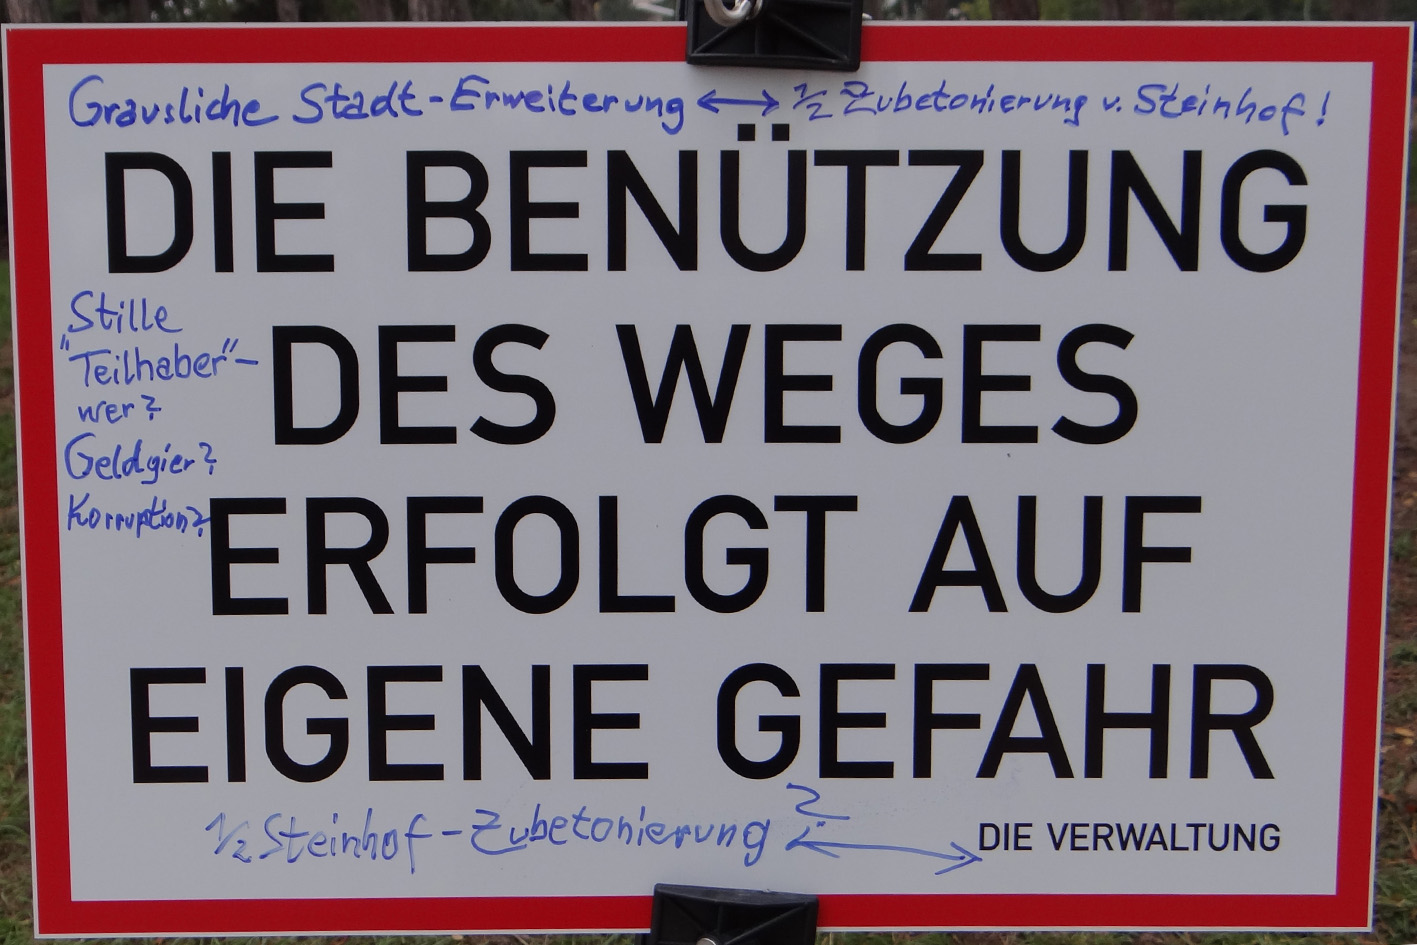 Grausliche Stadt-Erweiterung ↔ ½ Zubetonierung v. Steinhof!
DIE BENÜTZUNG
Stille
"Teilhaber"-
wer?
DES WEGES
Geldgier?
Korruption?
ERFOLGT AUF
EIGENE GEFAHR
½ Steinhof-Zubetonierung ? ↔
DIE VERWALTUNG